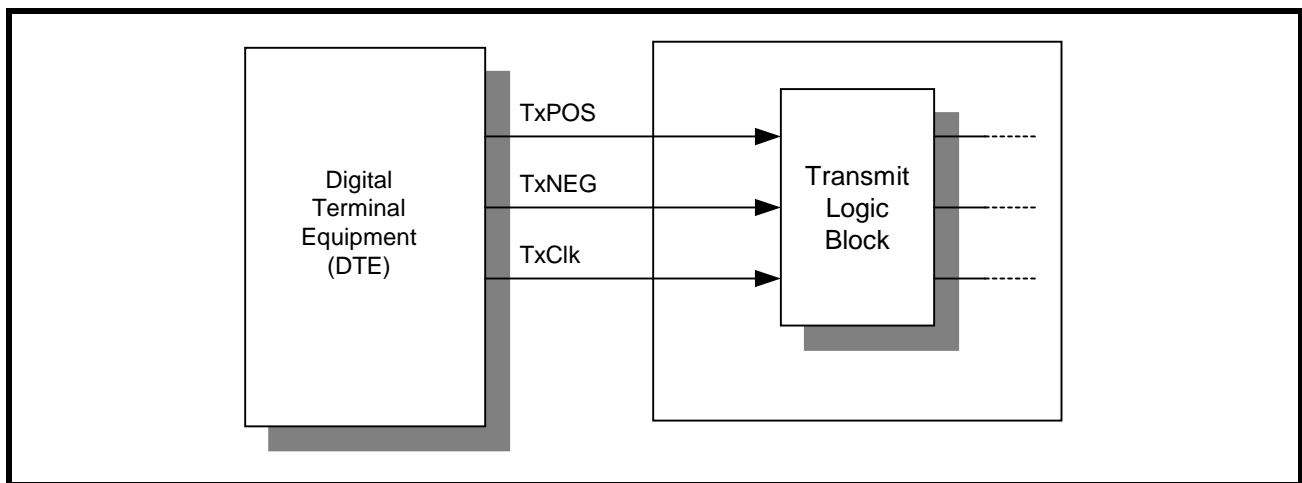 Digital
Terminal
Equipment
(DTE)
TxPOS
TxNEG
TxClk
Transmit
Logic
Block